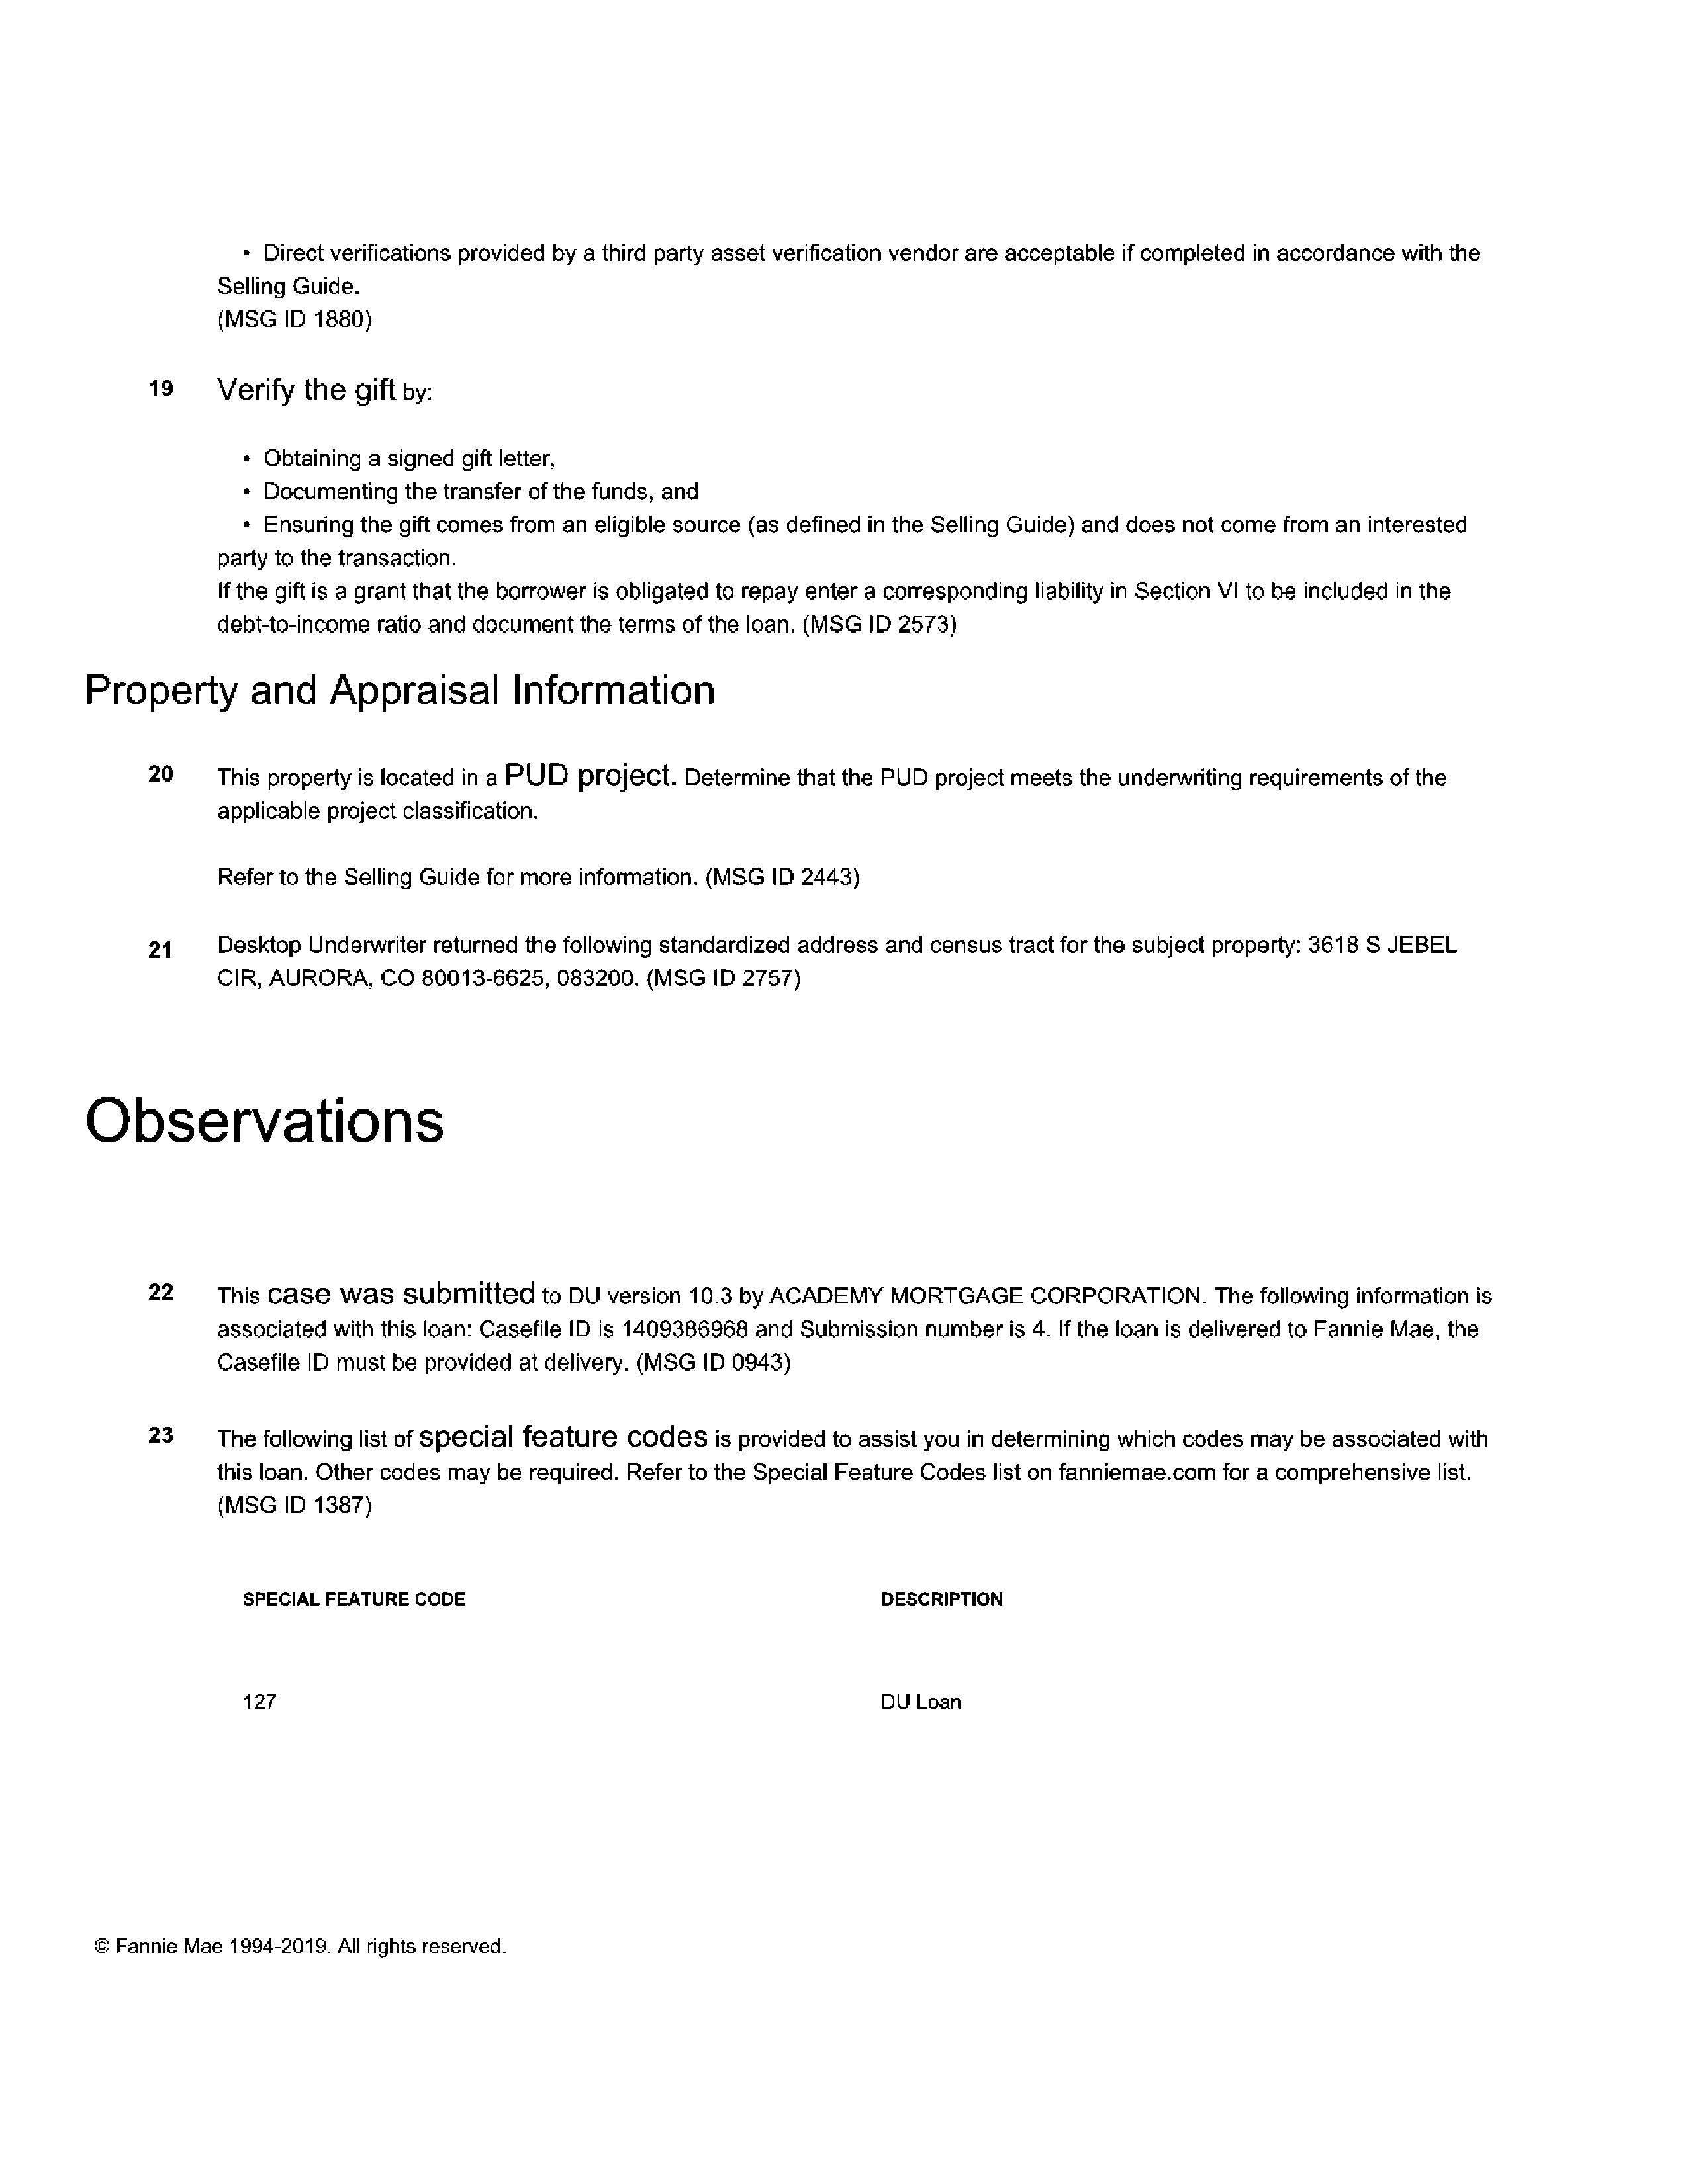 • Direct verifications provided by a third party asset verification vendor are acceptable if completed in accordance with the
Selling Guide.
(MSG ID 1880)
19 Verify the gift by:
• Obtaining a signed gift letter,
• Documenting the transfer of the funds, and
• Ensuring the gift comes from an eligible source (as defined in the Selling Guide) and does not come from an interested
party to the transaction.
If the gift is a grant that the borrower is obligated to repay enter a corresponding liability in Section VI to be included in the
debt-to-income ratio and document the terms of the loan. (MSG ID 2573)
Property and Appraisal Information
20 This property is located in a PUD project. Determine that the PUD project meets the underwriting requirements of the
applicable project classification.
Refer to the Selling Guide for more information. (MSG ID 2443)
21 Desktop Underwriter returned the following standardized address and census tract for the subject property: 3618 S JEBEL
CIR, AURORA, CO 80013-6625, 083200. (MSG ID 2757)
Observations
22 This case was submitted to DU version 10.3 by ACADEMY MORTGAGE CORPORATION. The following information is
associated with this loan: Casefile ID is 1409386968 and Submission number is 4. If the loan is delivered to Fannie Mae, the
Casefile ID must be provided at delivery. (MSG ID 0943)
23 The following list of special feature codes is provided to assist you in determining which codes may be associated with
this loan. Other codes may be required. Refer to the Special Feature Codes list on fanniemae.com for a comprehensive list.
(MSG ID 1387)
SPECIAL FEATURE CODE DESCRIPTION
127 DU Loan
© Fannie Mae 1994-2019. All rights reserved.